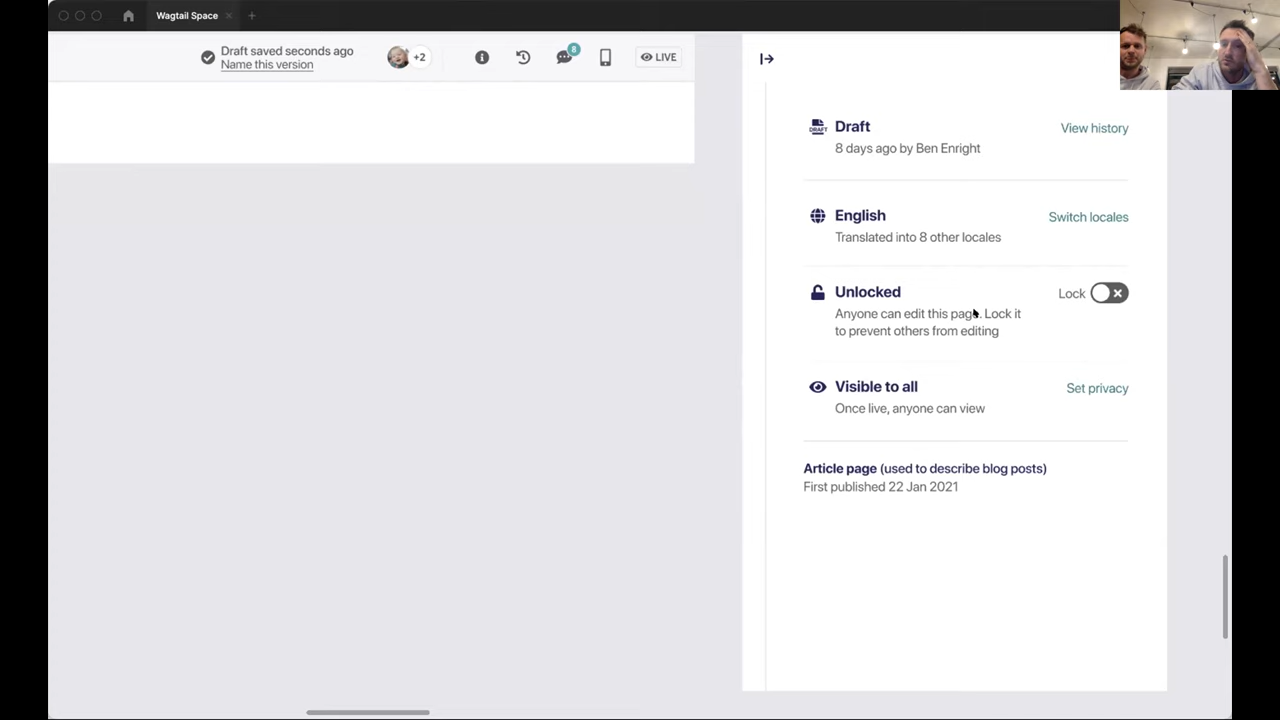 Wagtail Space
Draft saved seconds ago
Name this version
+2
8
LIVE
DRAFT
Draft
View history
8 days ago by Ben Enright
English
Switch locales
Translated into 8 other locales
Unlocked
Lock
Anyone can edit this page. Lock it
to prevent others from editing
Visible to all
Set privacy
Once live, anyone can view
Article page (used to describe blog posts)
First published 22 Jan 2021